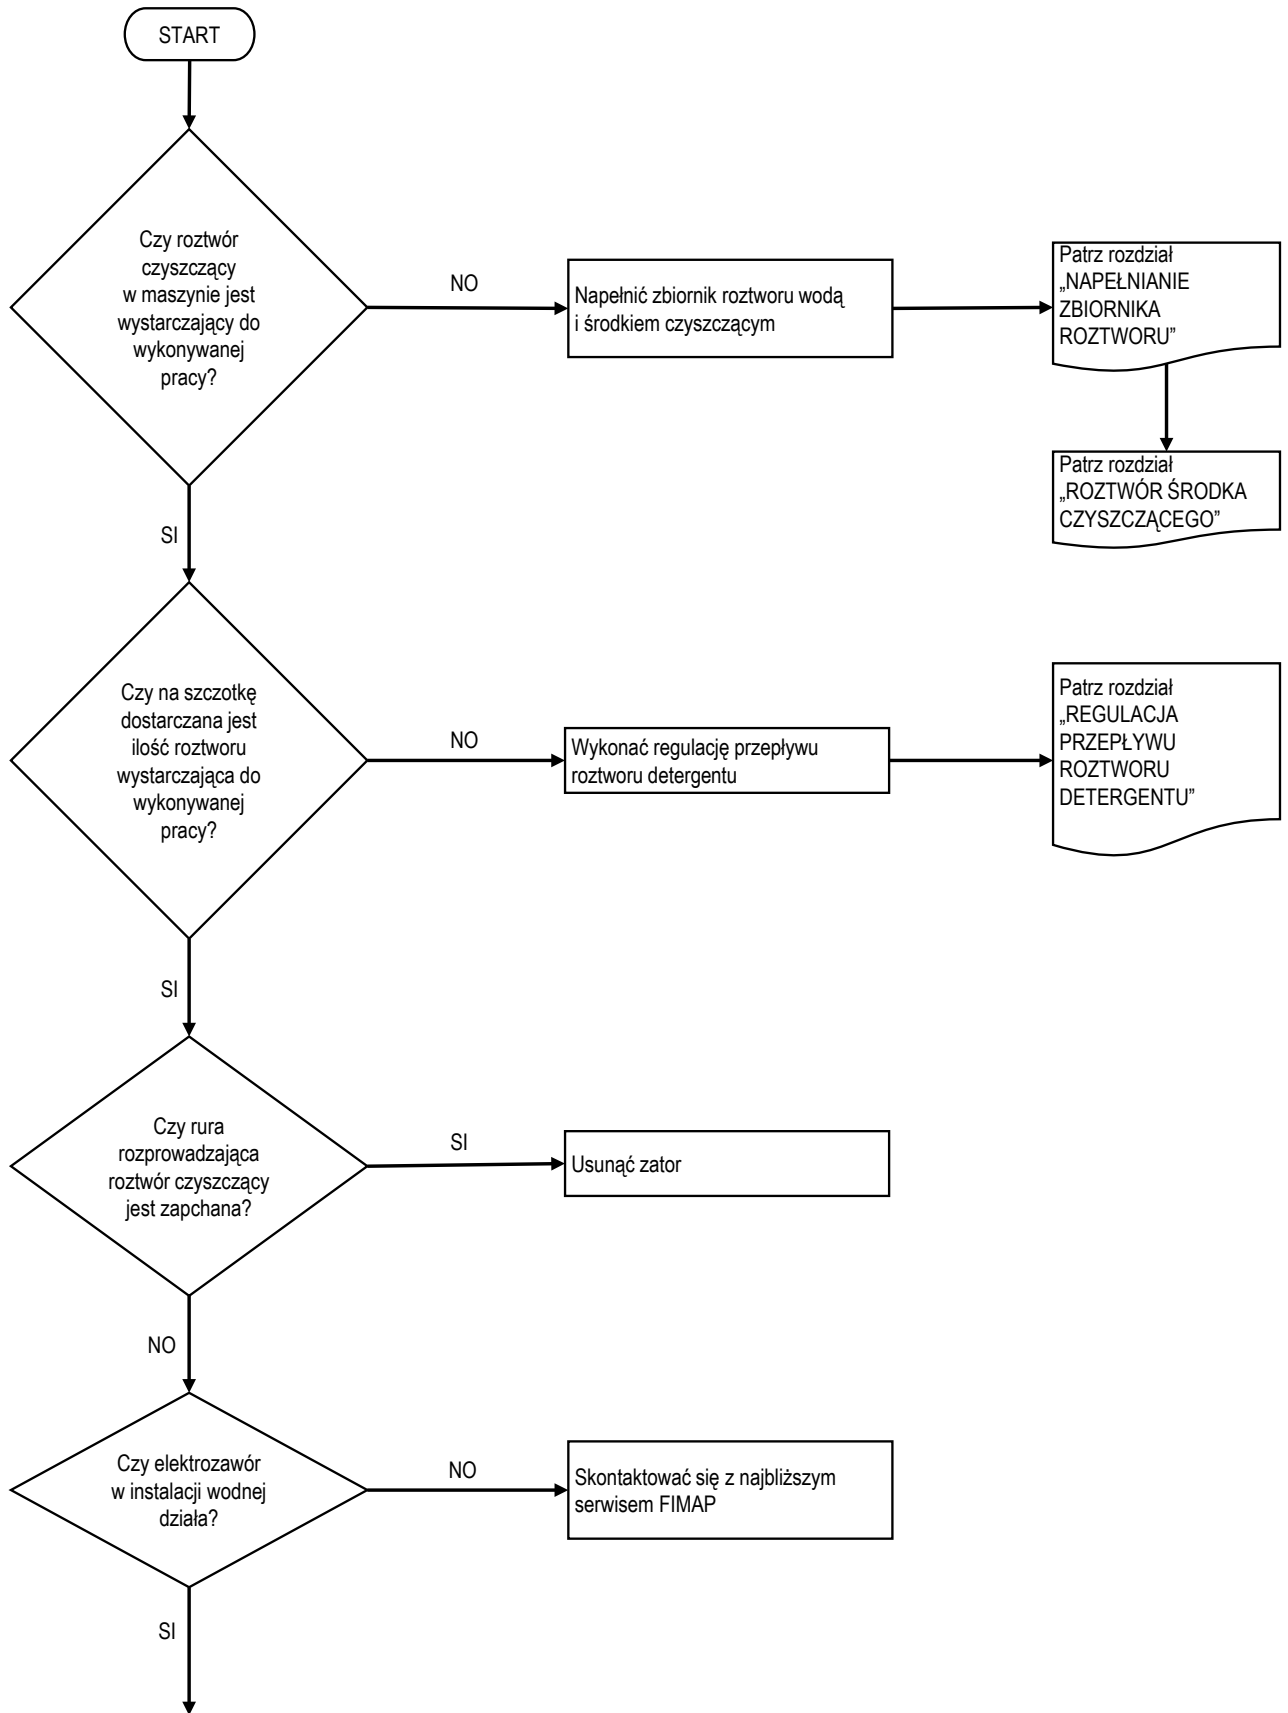 START
Czy roztwór
czyszczący
w maszynie jest
wystarczający do
wykonywanej
pracy?
NO
Napełnić zbiornik roztworu wodą
i środkiem czyszczącym
Patrz rozdział
„NAPEŁNIANIE
ZBIORNIKA
ROZTWORU”
Patrz rozdział
„ROZTWÓR ŚRODKA
CZYSZCZĄCEGO”
SI
Czy na szczotkę
dostarczana jest
ilość roztworu
wystarczająca do
wykonywanej
pracy?
NO
Wykonać regulację przepływu
roztworu detergentu
Patrz rozdział
„REGULACJA
PRZEPŁYWU
ROZTWORU
DETERGENTU”
SI
Czy rura
rozprowadzająca
roztwór czyszczący
jest zapchana?
SI
Usunąć zator
NO
Czy elektrozawór
w instalacji wodnej
działa?
NO
Skontaktować się z najbliższym
serwisem FIMAP
SI